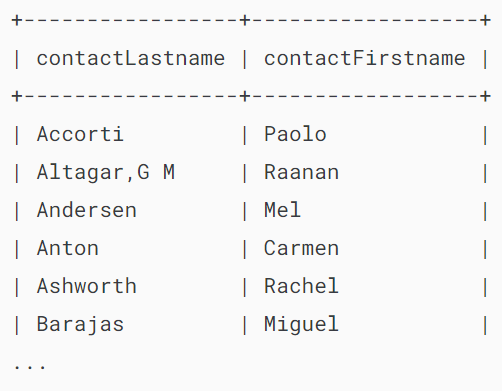 +-----------------+------------------+
| contactLastname | contactFirstname |
+-----------------+------------------+
| Accorti         | Paolo            |
| Altagar,G M     | Raanan           |
| Andersen        | Mel              |
| Anton           | Carmen           |
| Ashworth        | Rachel           |
| Barajas         | Miguel           |
...